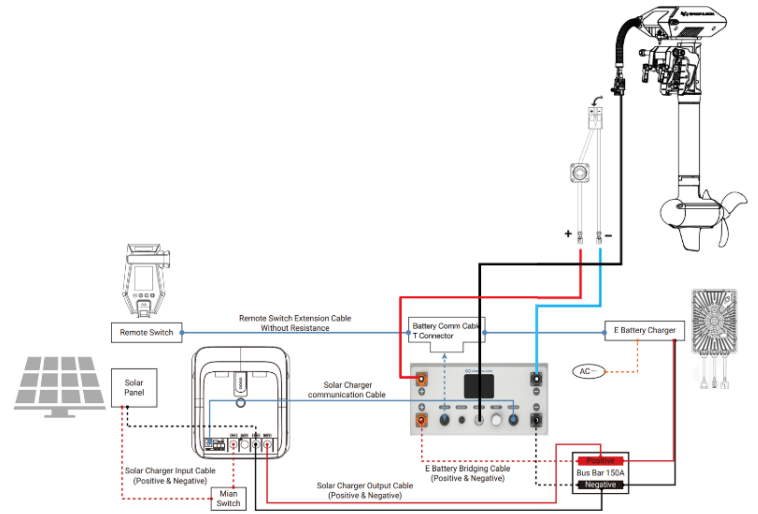 +
−
Remote Switch
Remote Switch Extension Cable
Without Resistance
Battery Comm Cable
T Connector
E Battery Charger
AC~
Solar
Panel
Solar Charger
communication Cable
Solar Charger Input Cable
(Positive & Negative)
Mian
Switch
Solar Charger Output Cable
(Positive & Negative)
E Battery Bridging Cable
(Positive & Negative)
Positive
Bus Bar 150A
Negative